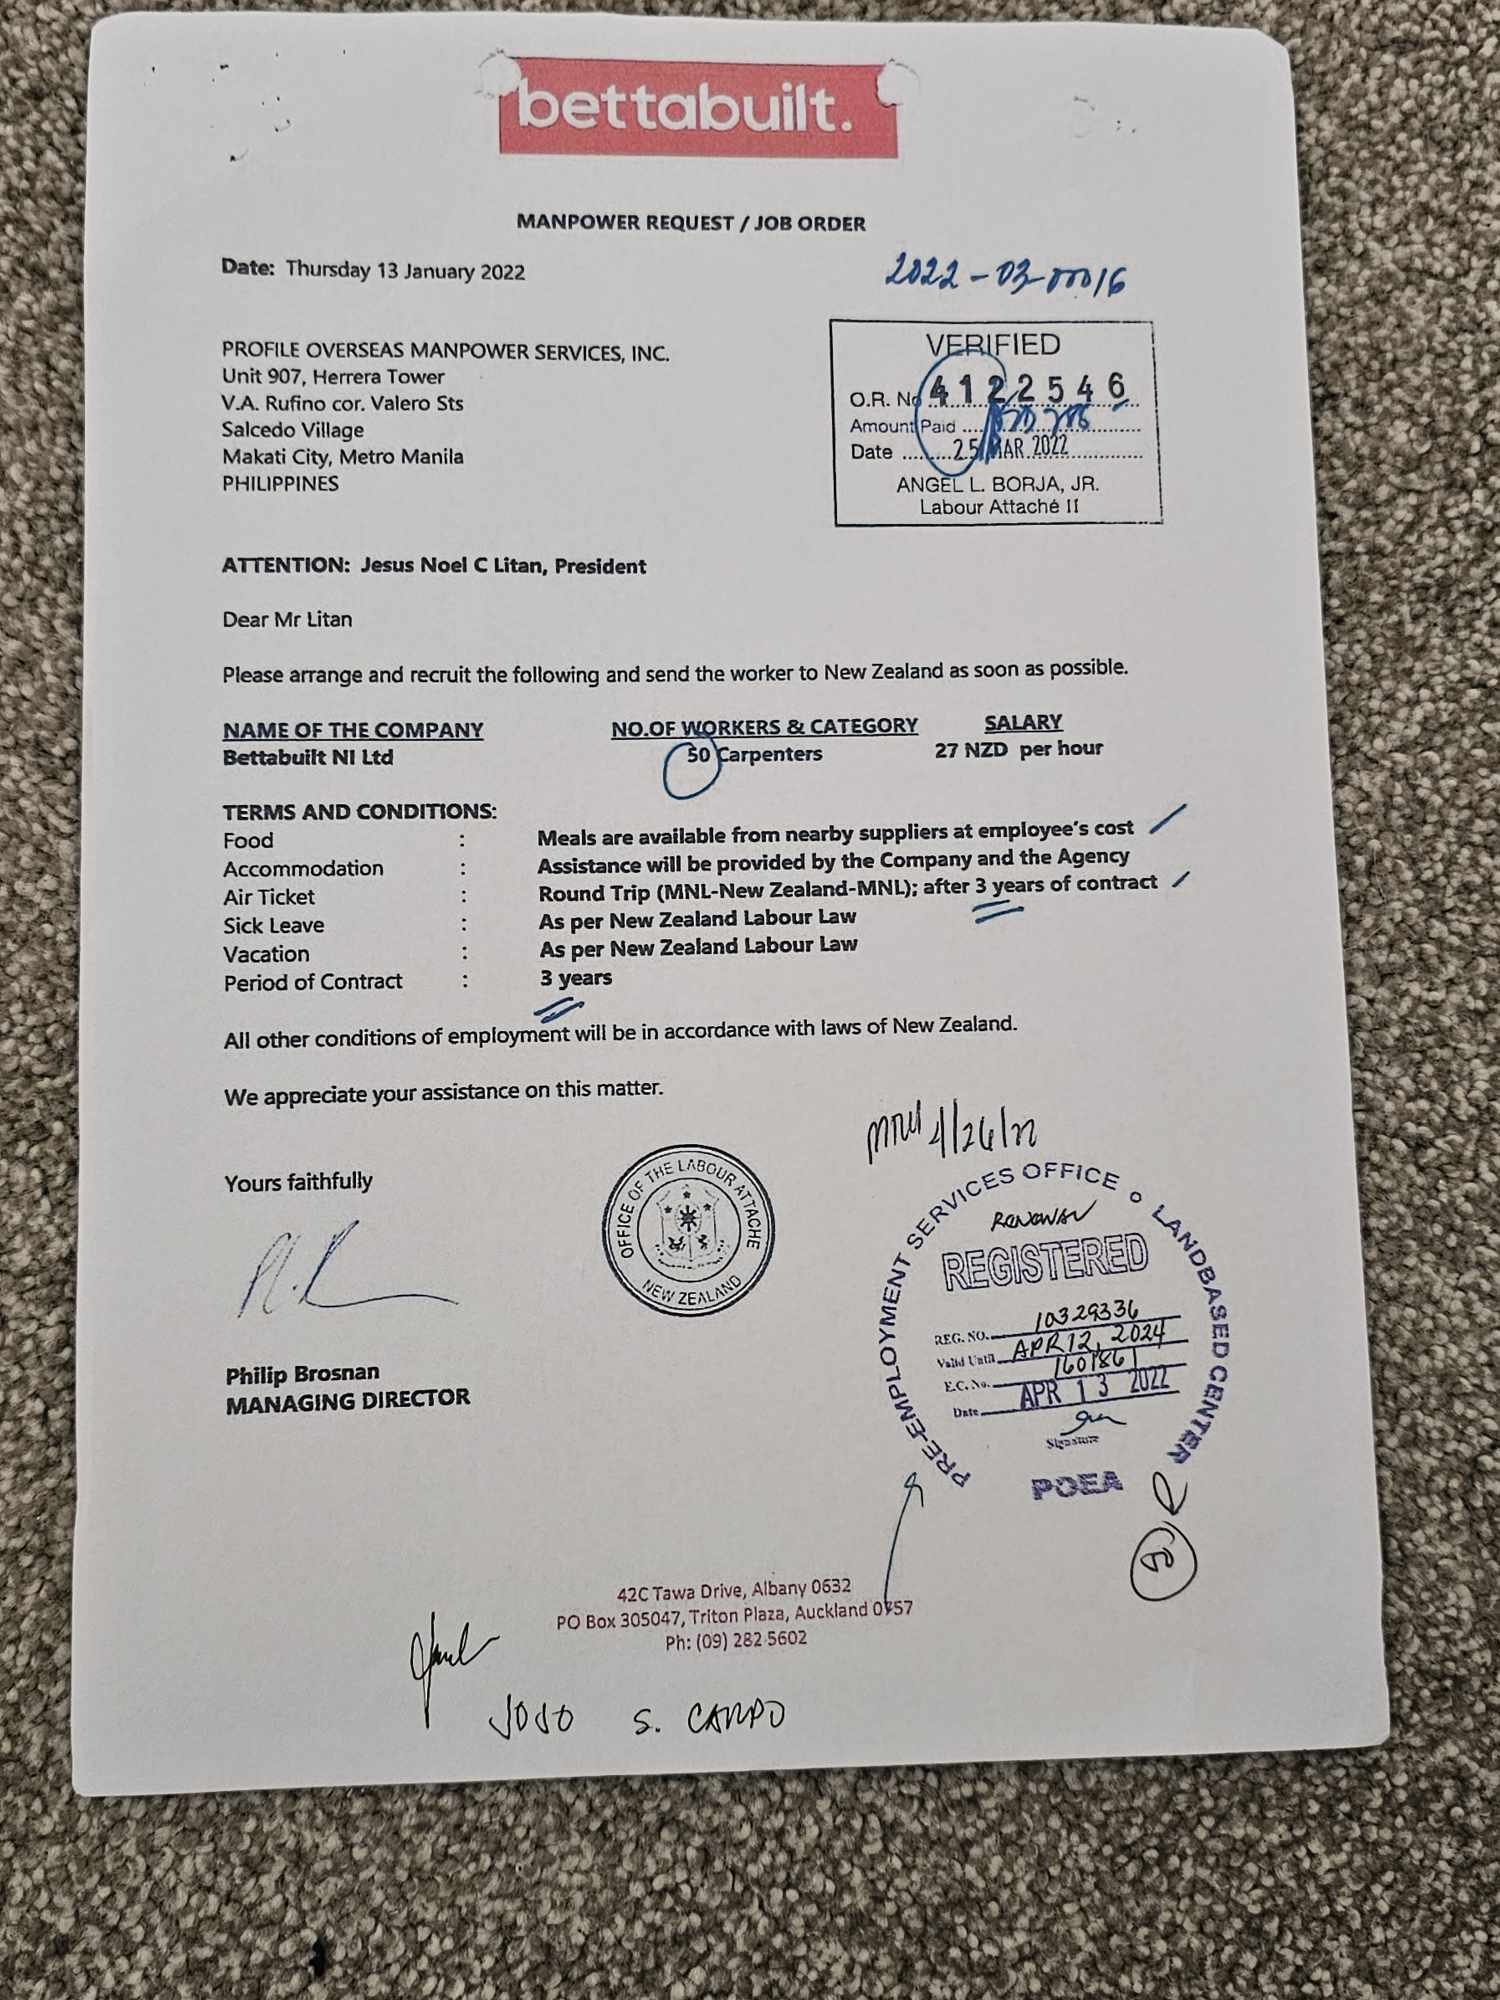 bettabuilt.
MANPOWER REQUEST / JOB ORDER
Date: Thursday 13 January 2022
2022-03-00016
PROFILE OVERSEAS MANPOWER SERVICES, INC.
Unit 907, Herrera Tower
V.A. Rufino cor. Valero Sts
Salcedo Village
Makati City, Metro Manila
PHILIPPINES
VERIFIED
O.R. No 4122546
Amount Paid
Date 25 MAR 2022
ANGEL L. BORJA, JR.
Labour Attaché II
ATTENTION: Jesus Noel C Litan, President
Dear Mr Litan
Please arrange and recruit the following and send the worker to New Zealand as soon as possible.
NAME OF THE COMPANY NO.OF WORKERS & CATEGORY SALARY
Bettabuilt NI Ltd 50 Carpenters 27 NZD per hour
TERMS AND CONDITIONS:
Food : Meals are available from nearby suppliers at employee's cost
Accommodation : Assistance will be provided by the Company and the Agency
Air Ticket : Round Trip (MNL-New Zealand-MNL); after 3 years of contract
Sick Leave : As per New Zealand Labour Law
Vacation : As per New Zealand Labour Law
Period of Contract : 3 years
All other conditions of employment will be in accordance with laws of New Zealand.
We appreciate your assistance on this matter.
Yours faithfully
OFFICE OF THE LABOUR ATTACHE
NEW ZEALAND
4/26/22
PRE-EMPLOYMENT SERVICES OFFICE o LANDBASED CENTER
RENEWAL
REGISTERED
REG. NO. 10329336
Valid Until APR 12, 2024
E.C. No. 1601861
Date APR 13 2022
Signature
POEA
Philip Brosnan
MANAGING DIRECTOR
50
42C Tawa Drive, Albany 0632
PO Box 305047, Triton Plaza, Auckland 0757
Ph: (09) 282 5602
JOJO S. CARPO